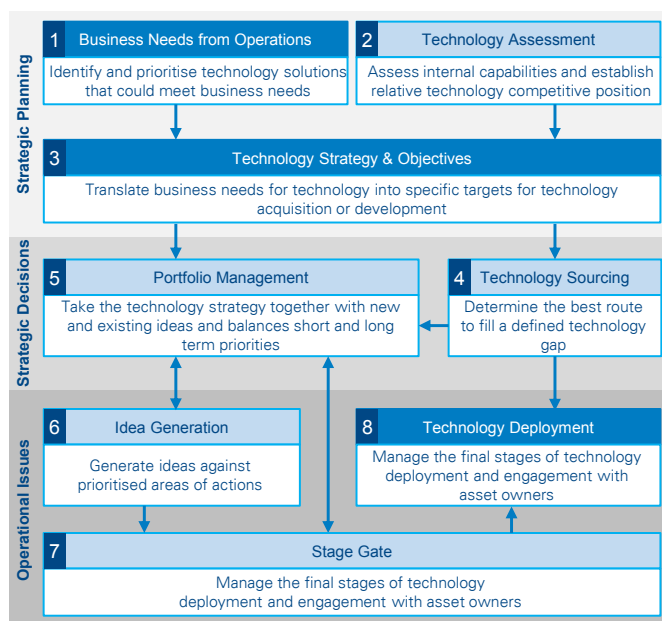 Strategic Planning
1 Business Needs from Operations
Identify and prioritise technology solutions
that could meet business needs
2 Technology Assessment
Assess internal capabilities and establish
relative technology competitive position
3 Technology Strategy & Objectives
Translate business needs for technology into specific targets for technology
acquisition or development
Strategic Decisions
5 Portfolio Management
Take the technology strategy together with new
and existing ideas and balances short and long
term priorities
4 Technology Sourcing
Determine the best route
to fill a defined technology
gap
Operational Issues
6 Idea Generation
Generate ideas against
prioritised areas of actions
8 Technology Deployment
Manage the final stages of technology
deployment and engagement with
asset owners
7 Stage Gate
Manage the final stages of technology
deployment and engagement with asset owners